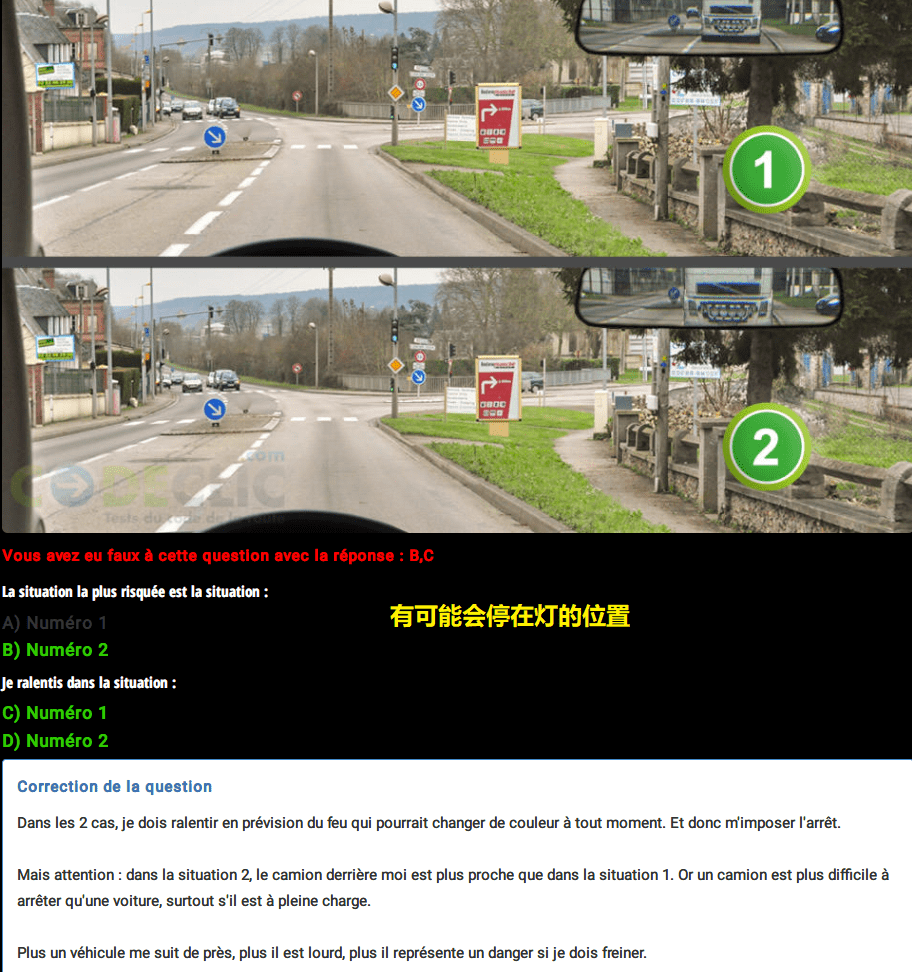 1
CODECLIC
.com
Tests du code de la route
2
Vous avez eu faux à cette question avec la réponse : B,C
La situation la plus risquée est la situation :
有可能会停在灯的位置
A) Numéro 1
B) Numéro 2
Je ralentis dans la situation :
C) Numéro 1
D) Numéro 2
Correction de la question
Dans les 2 cas, je dois ralentir en prévision du feu qui pourrait changer de couleur à tout moment. Et donc m'imposer l'arrêt.
Mais attention : dans la situation 2, le camion derrière moi est plus proche que dans la situation 1. Or un camion est plus difficile à
arrêter qu'une voiture, surtout s'il est à pleine charge.
Plus un véhicule me suit de près, plus il est lourd, plus il représente un danger si je dois freiner.